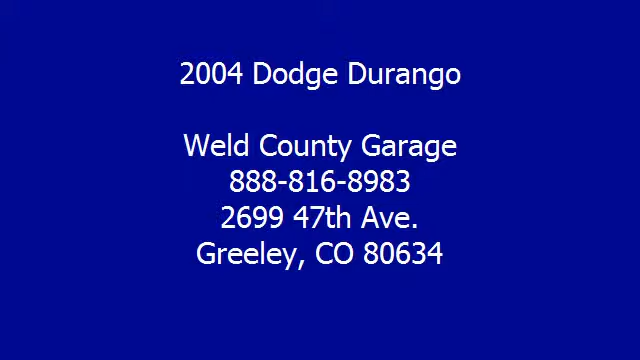 2004 Dodge Durango
Weld County Garage
888-816-8983
2699 47th Ave.
Greeley, CO 80634